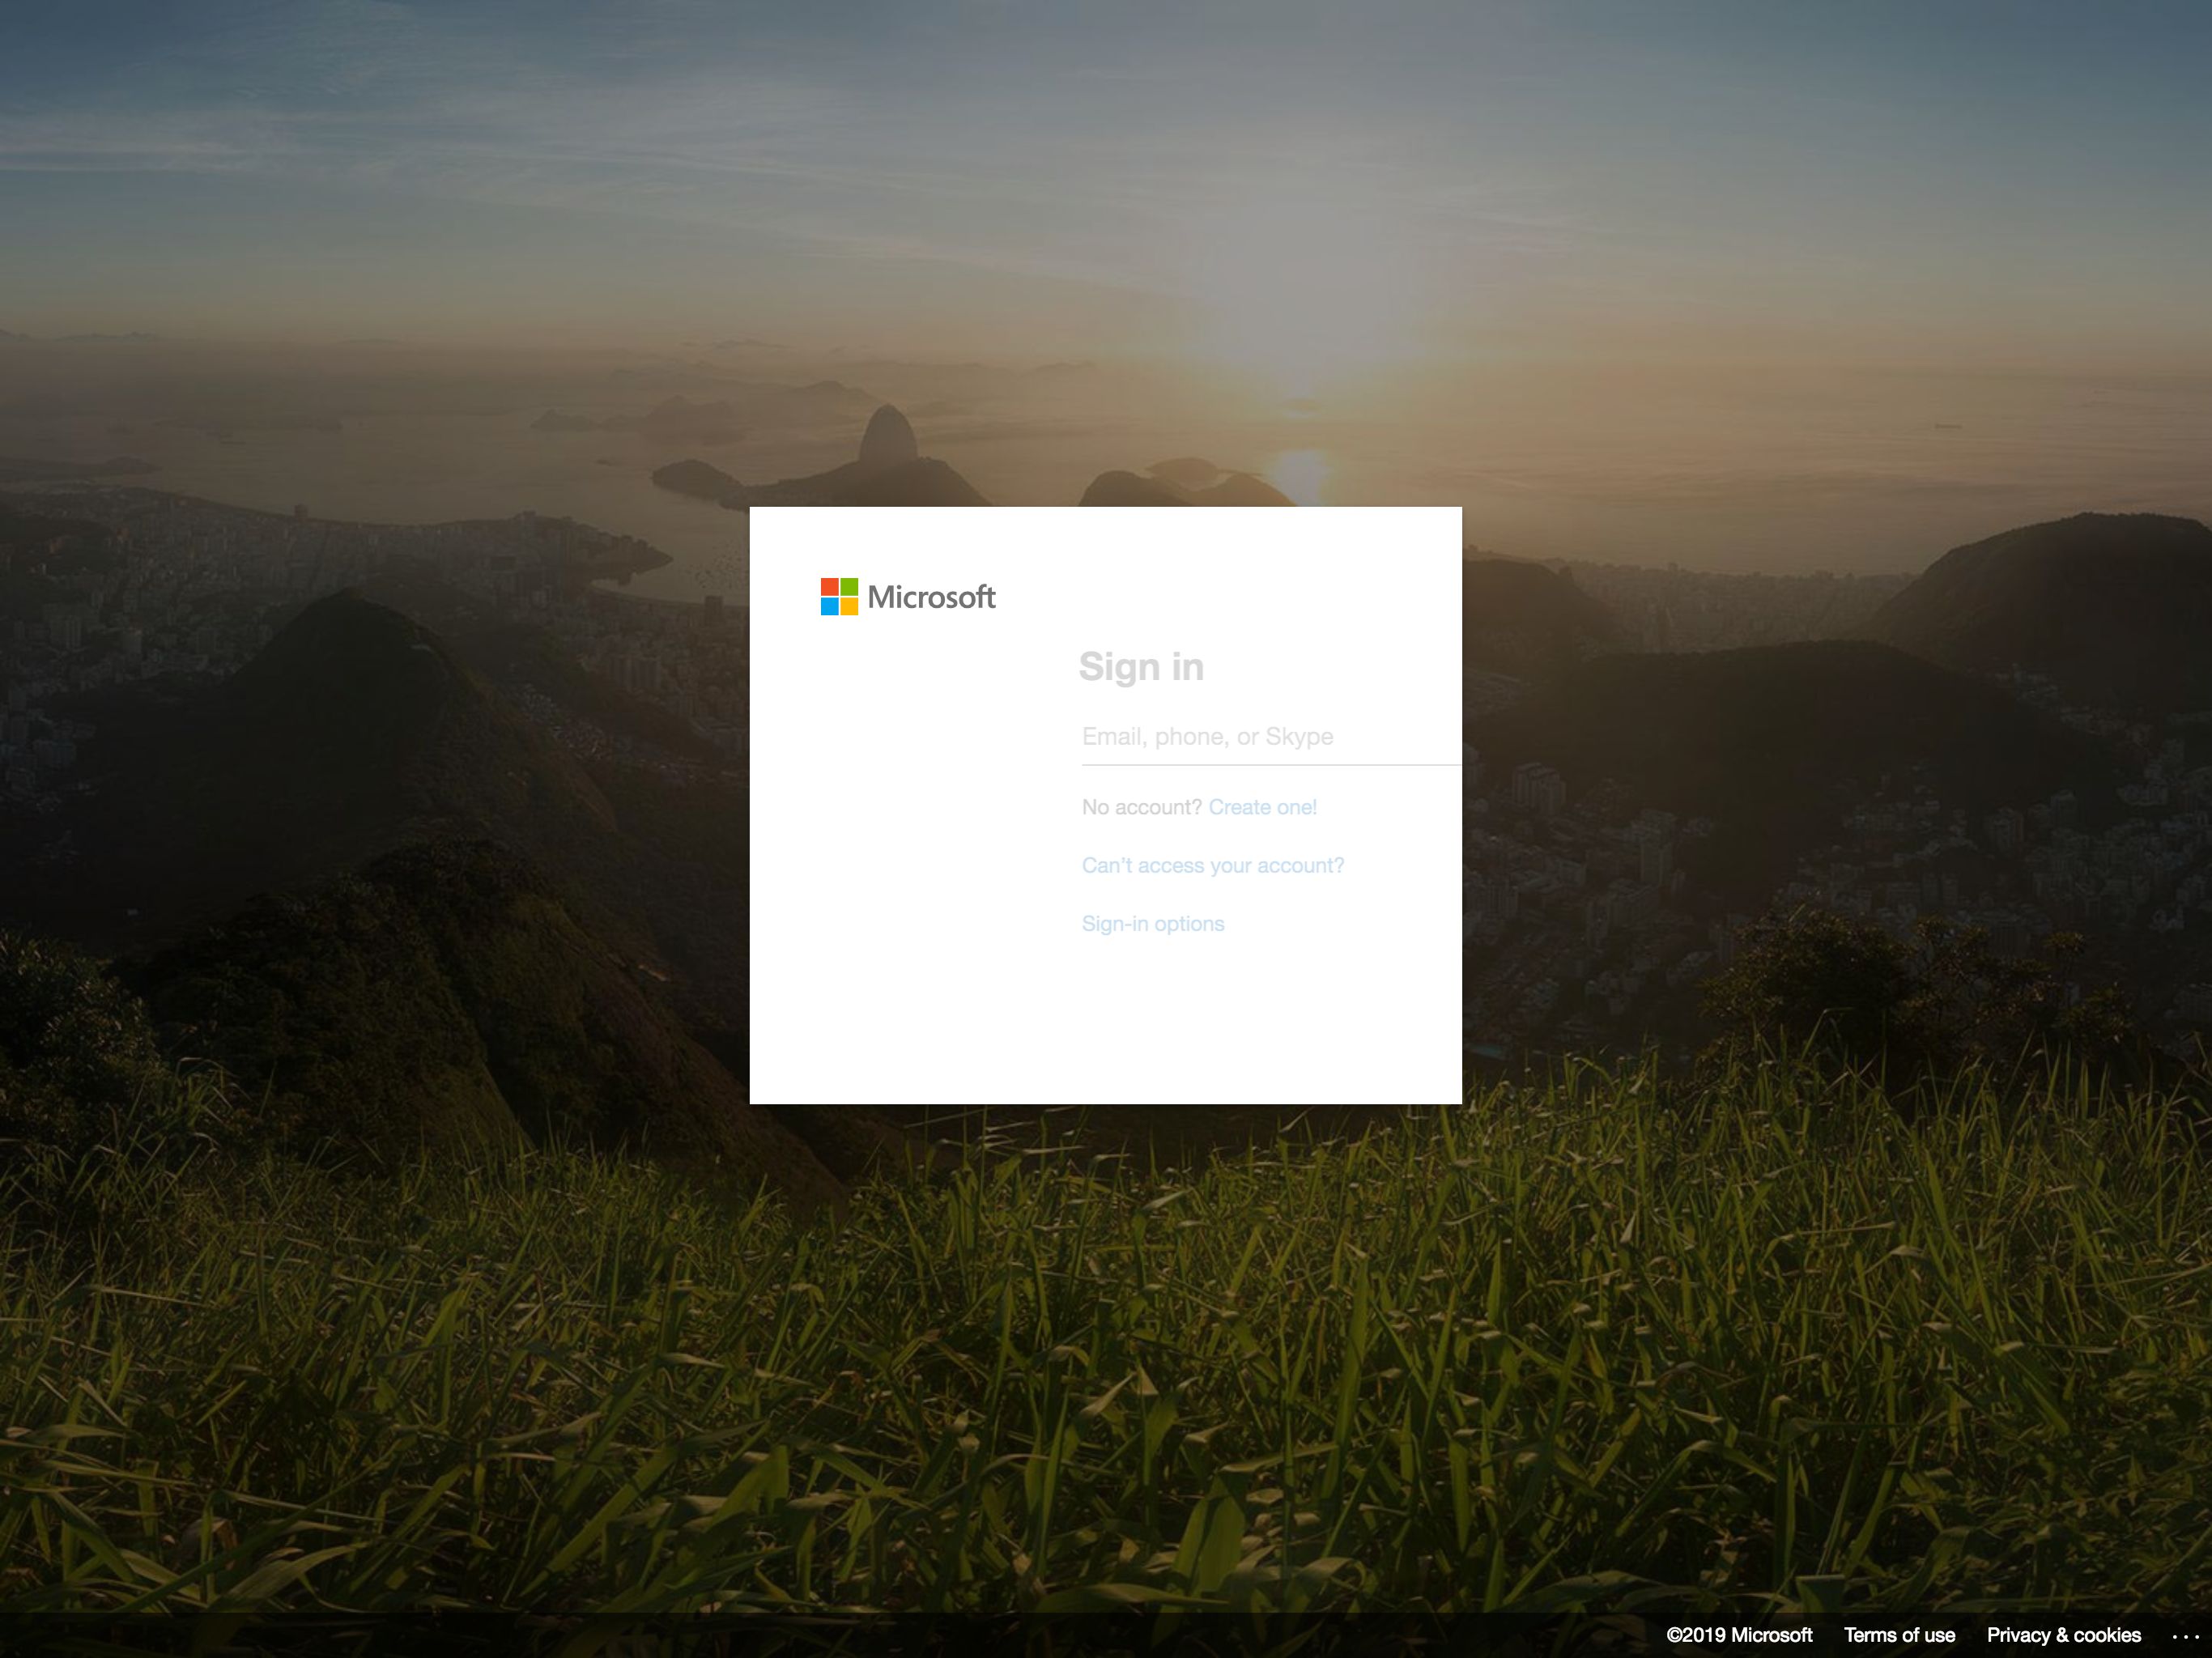 Microsoft
Sign in
Email, phone, or Skype
No account? Create one!
Can't access your account?
Sign-in options
©2019 Microsoft Terms of use Privacy & cookies ...